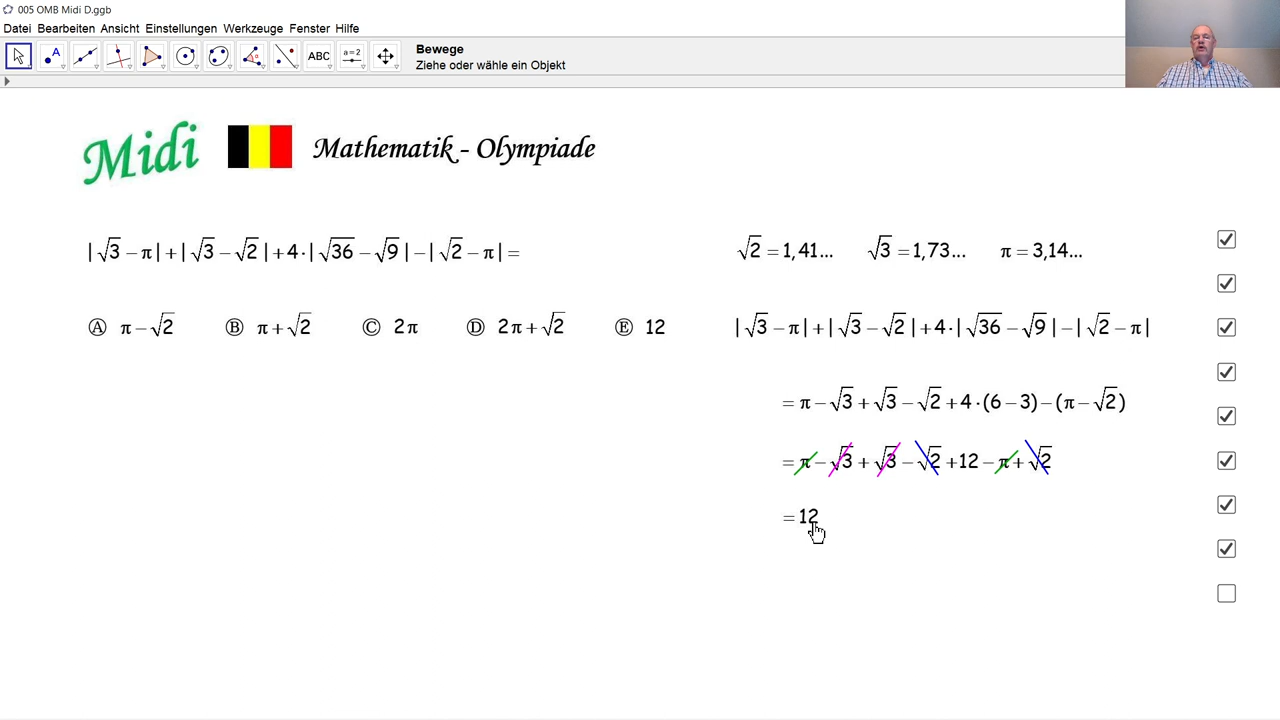 005 OMB Midi D.ggb
Datei Bearbeiten Ansicht Einstellungen Werkzeuge Fenster Hilfe
A ABC a=2 Bewege
Ziehe oder wähle ein Objekt
Midi Mathematik - Olympiade
|√3 − π| + |√3 − √2| + 4·|√36 − √9| − |√2 − π| =
Ⓐ π − √2 Ⓑ π + √2 Ⓒ 2π Ⓓ 2π + √2 Ⓔ 12
√2 = 1,41... √3 = 1,73... π = 3,14...
|√3 − π| + |√3 − √2| + 4·|√36 − √9| − |√2 − π|
= π − √3 + √3 − √2 + 4·(6 − 3) − (π − √2)
= π − √3 + √3 − √2 + 12 − π + √2
= 12